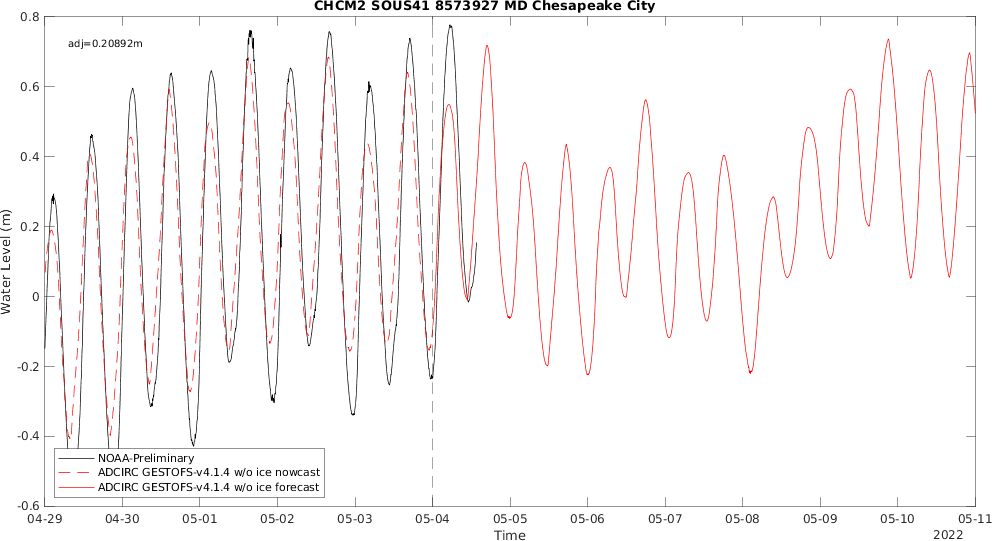 CHCM2 SOUS41 8573927 MD Chesapeake City
adj=0.20892m
Water Level (m)
0.8
0.6
0.4
0.2
0
-0.2
-0.4
-0.6
NOAA-Preliminary
ADCIRC GESTOFS-v4.1.4 w/o ice nowcast
ADCIRC GESTOFS-v4.1.4 w/o ice forecast
04-29 04-30 05-01 05-02 05-03 05-04 05-05 05-06 05-07 05-08 05-09 05-10 05-11
Time
2022